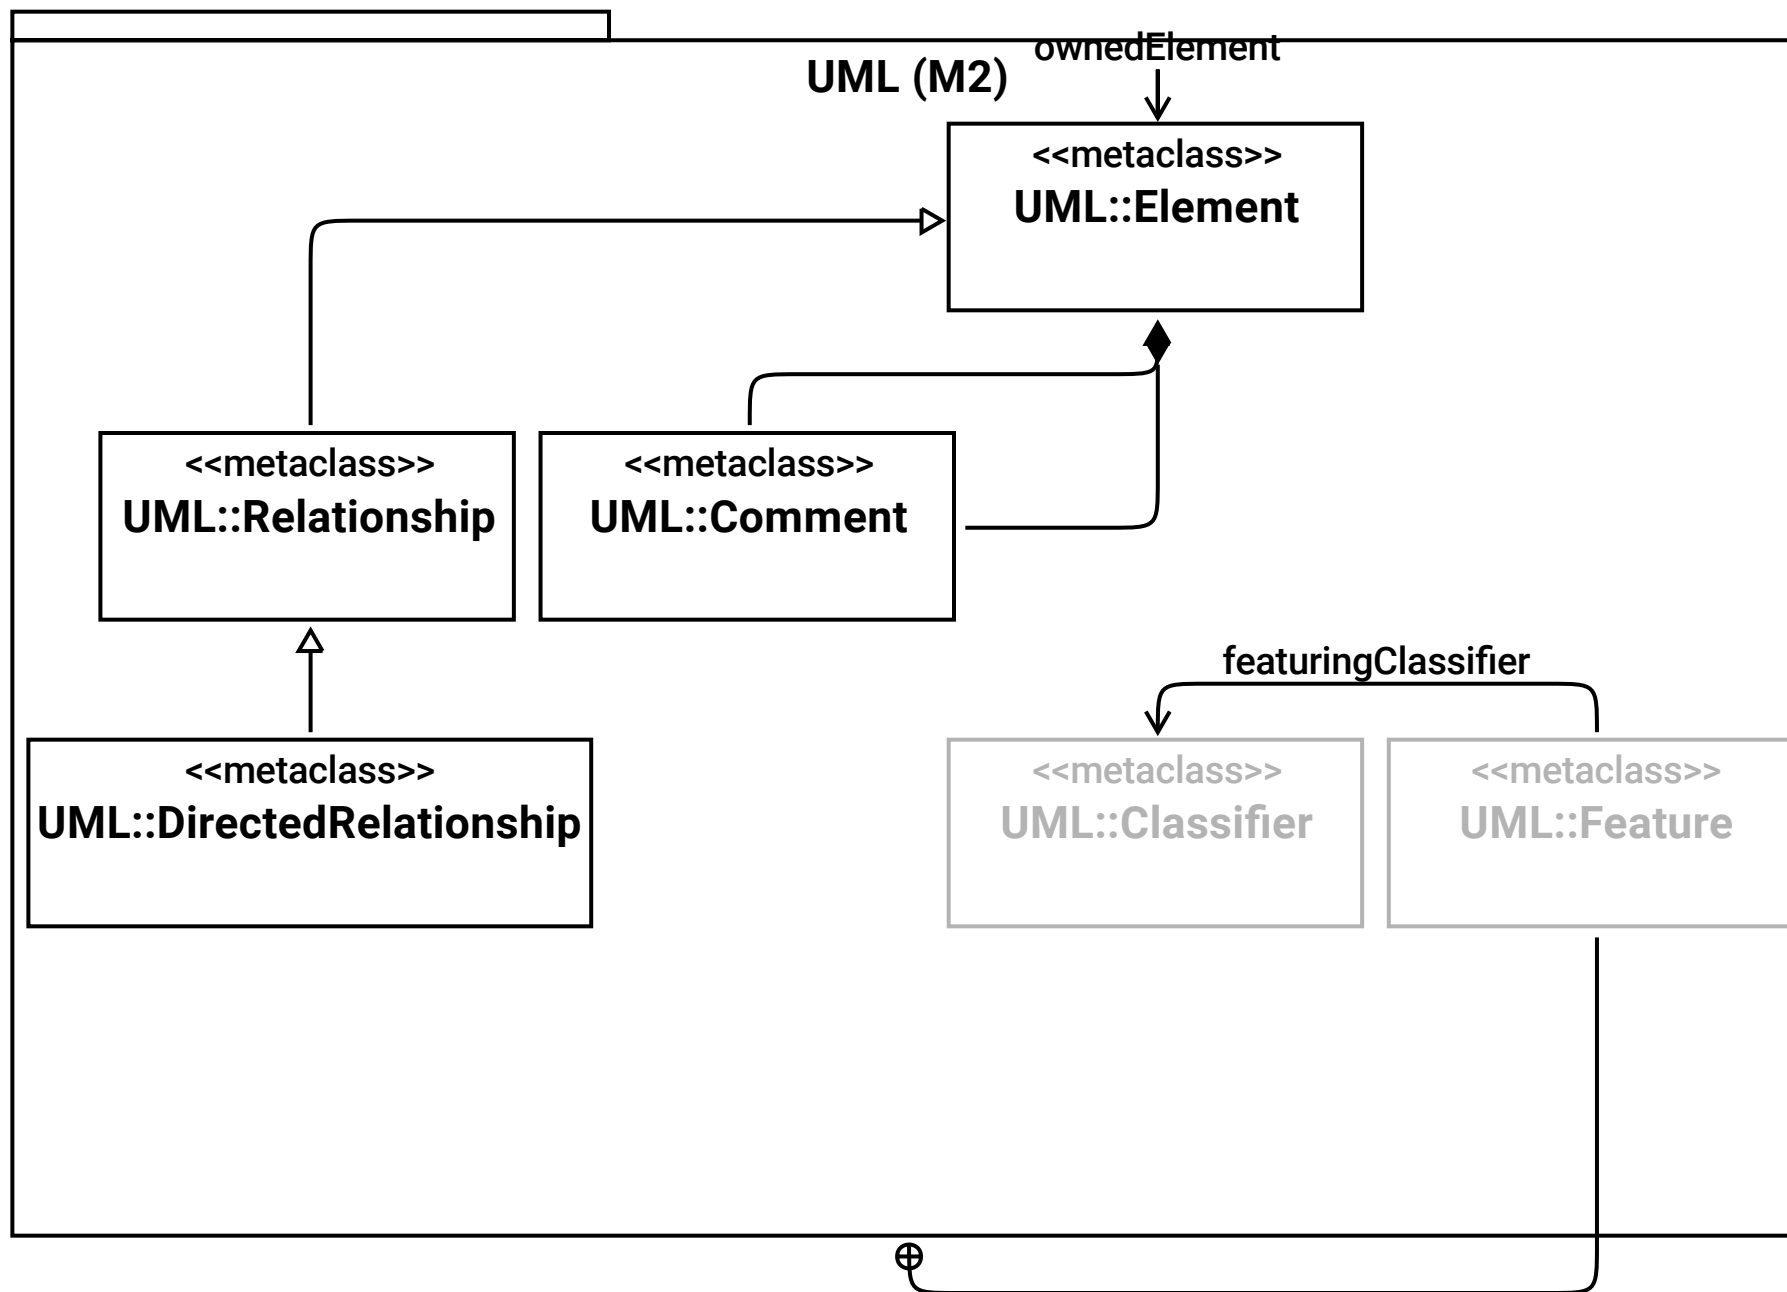 ownedElement
UML (M2)
<<metaclass>>
UML::Element
<<metaclass>>
UML::Relationship
<<metaclass>>
UML::Comment
featuringClassifier
<<metaclass>>
UML::DirectedRelationship
<<metaclass>>
UML::Classifier
<<metaclass>>
UML::Feature